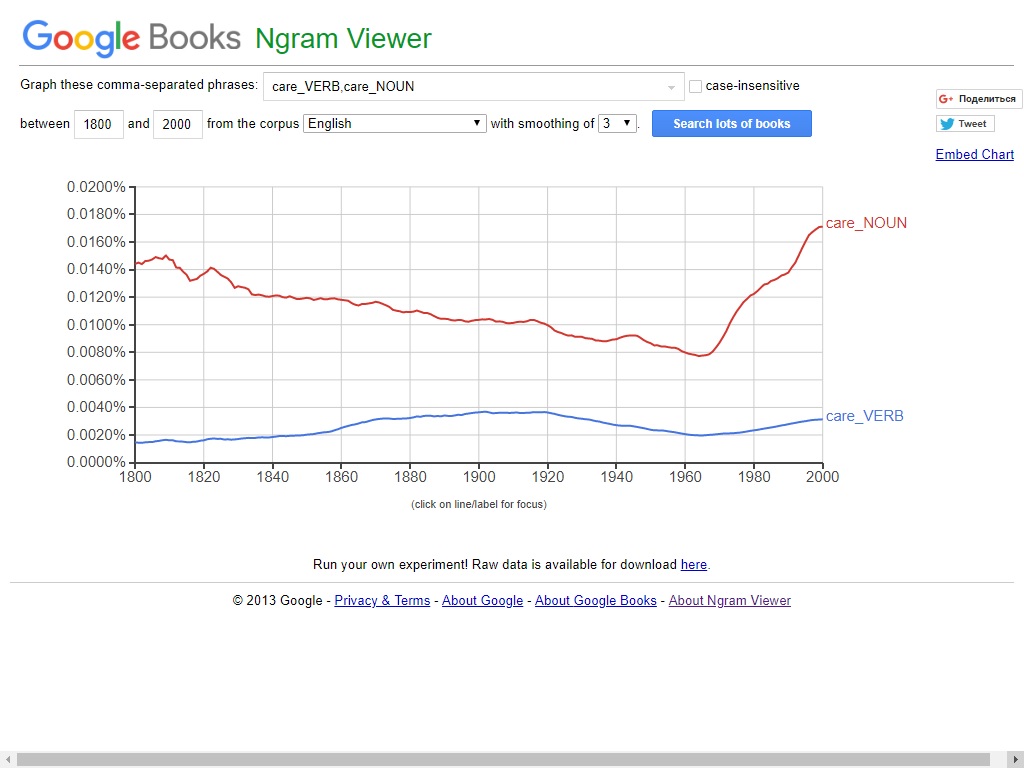 Google Books Ngram Viewer
Graph these comma-separated phrases: care_VERB,care_NOUN case-insensitive
between 1800 and 2000 from the corpus English with smoothing of 3 . Search lots of books
Поделиться
Tweet
Embed Chart
0.0200%
0.0180%
0.0160%
0.0140%
0.0120%
0.0100%
0.0080%
0.0060%
0.0040%
0.0020%
0.0000%
care_NOUN
care_VERB
1800 1820 1840 1860 1880 1900 1920 1940 1960 1980 2000
(click on line/label for focus)
Run your own experiment! Raw data is available for download here.
© 2013 Google - Privacy & Terms - About Google - About Google Books - About Ngram Viewer